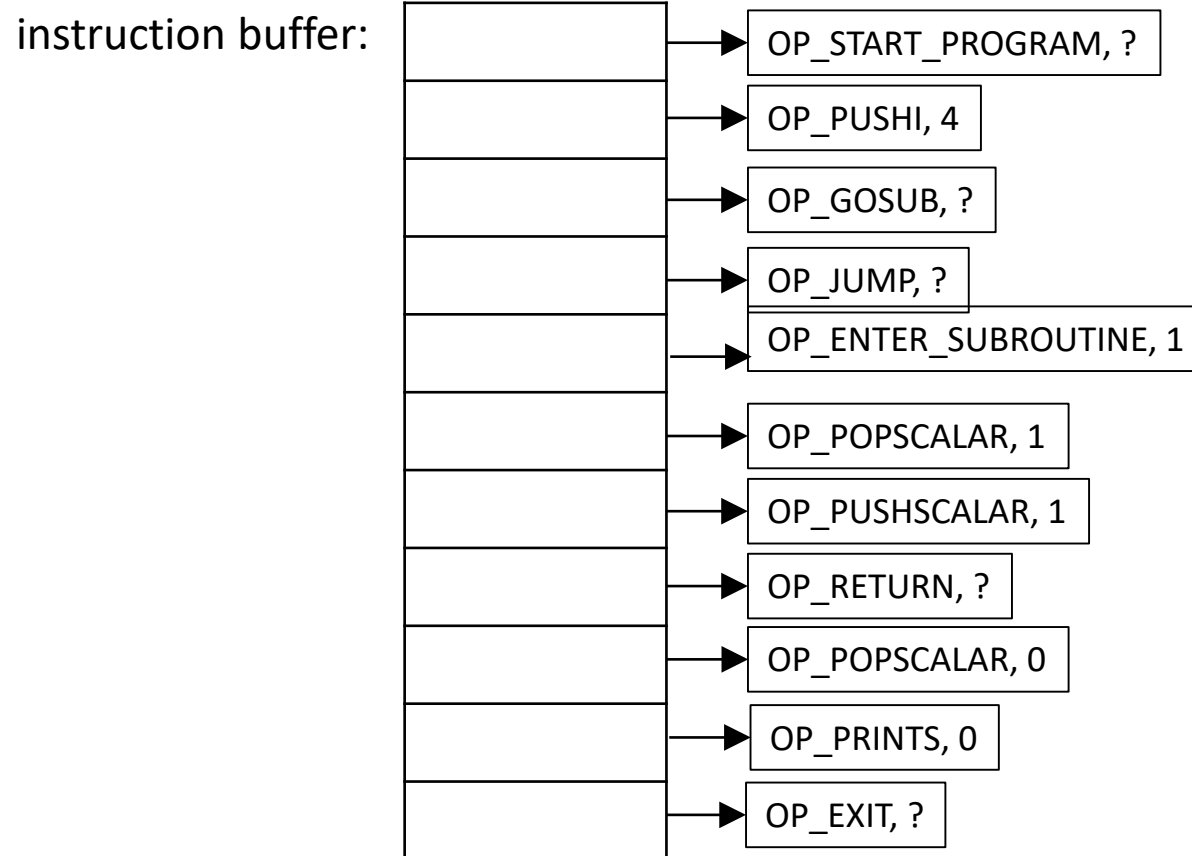 instruction buffer:
OP_START_PROGRAM, ?
OP_PUSHI, 4
OP_GOSUB, ?
OP_JUMP, ?
OP_ENTER_SUBROUTINE, 1
OP_POPSCALAR, 1
OP_PUSHSCALAR, 1
OP_RETURN, ?
OP_POPSCALAR, 0
OP_PRINTS, 0
OP_EXIT, ?